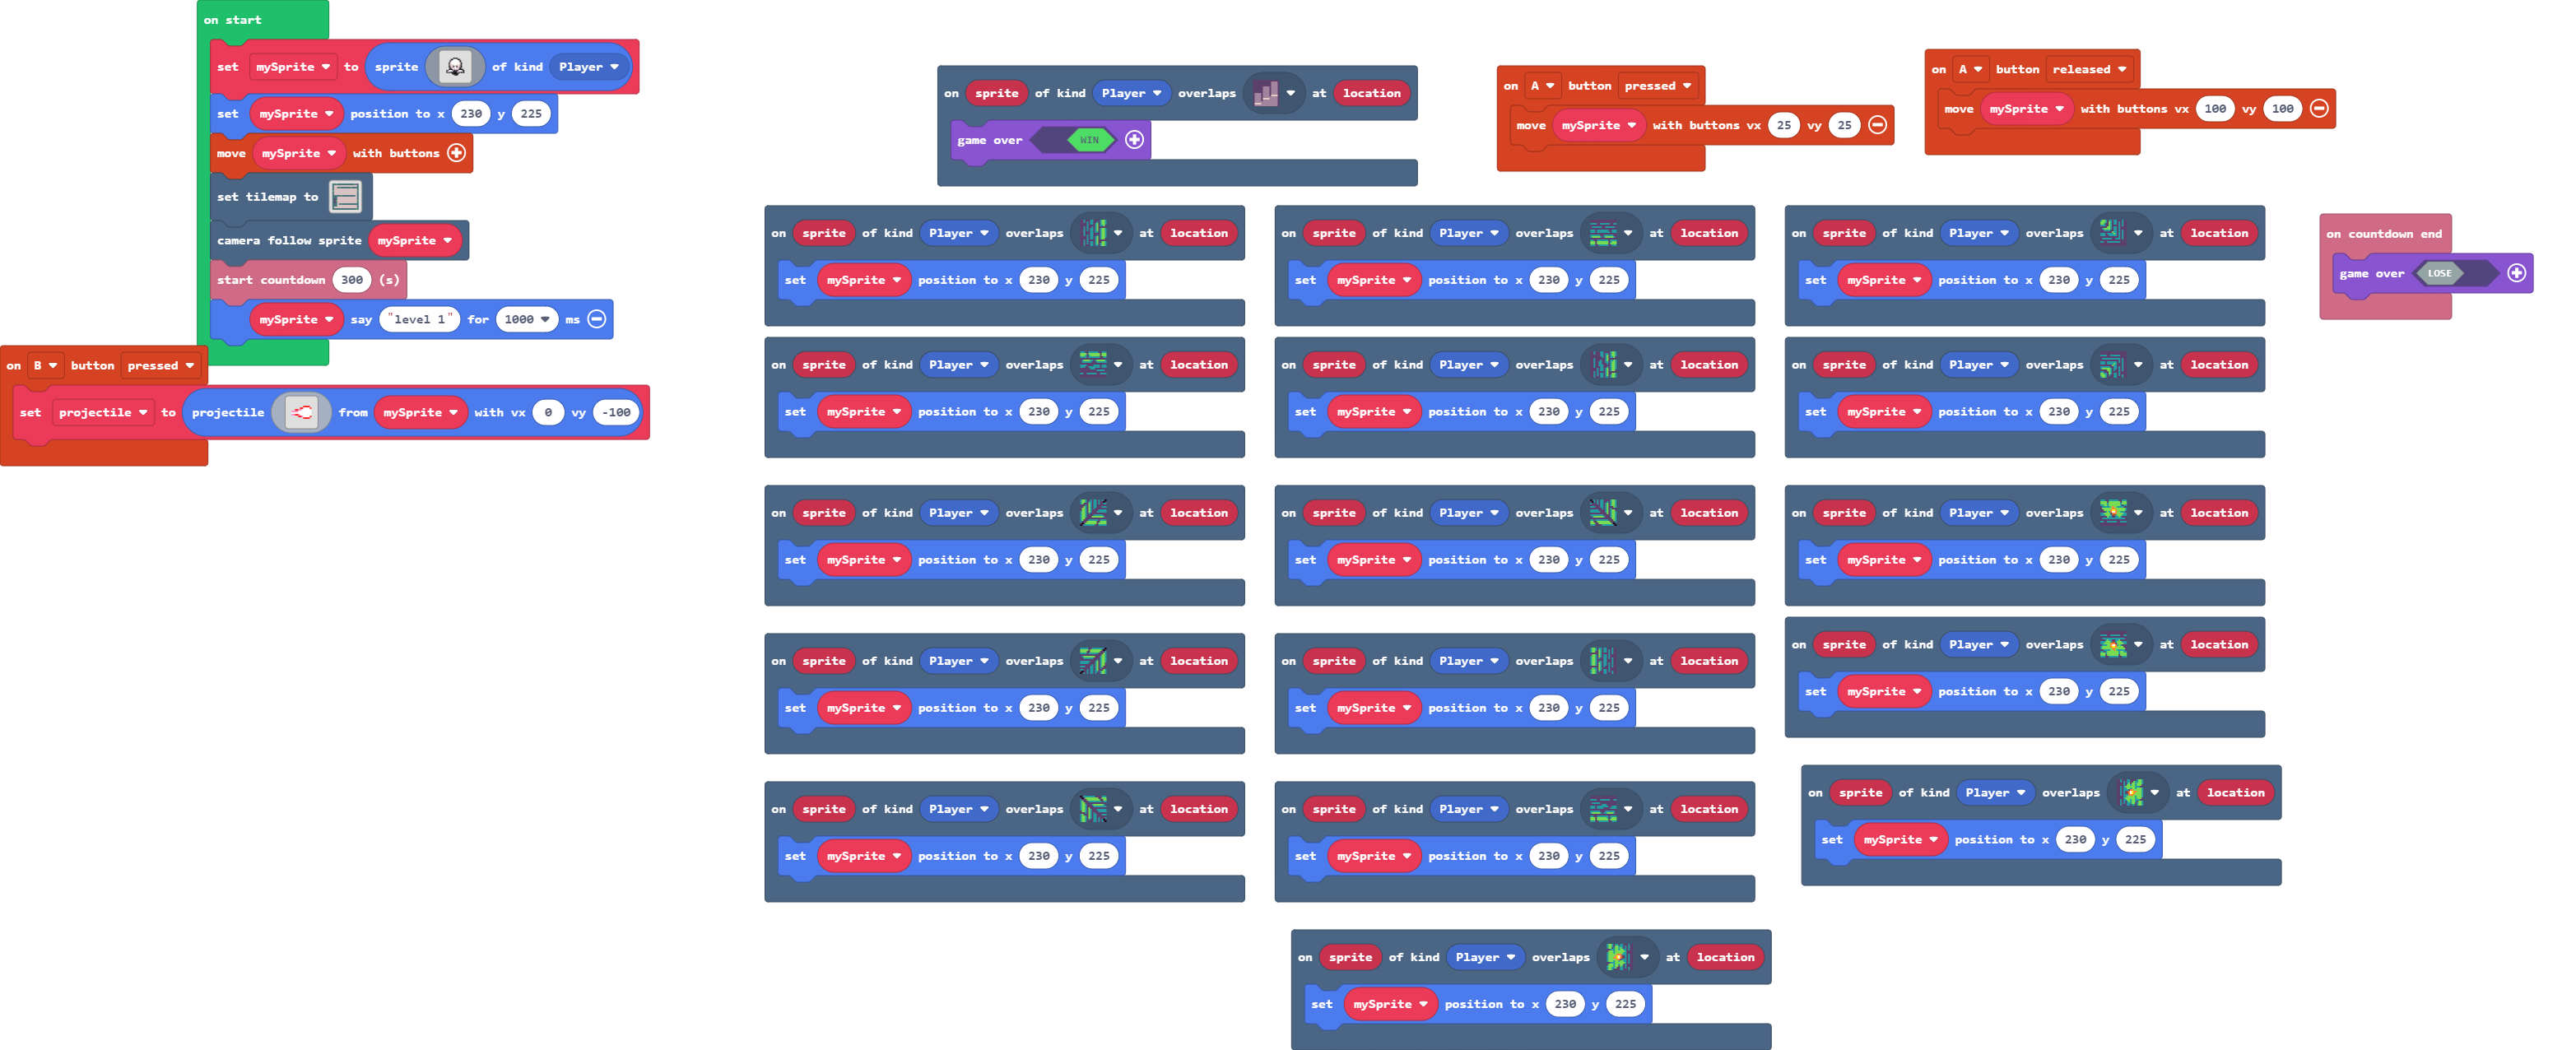 on start
set mySprite to sprite of kind Player
set mySprite position to x 230 y 225
move mySprite with buttons
set tilemap to
camera follow sprite mySprite
start countdown 300 (s)
mySprite say "level 1" for 1000 ms
on B button pressed
set projectile to projectile from mySprite with vx 0 vy -100
on sprite of kind Player overlaps at location
game over WIN
on A button pressed
move mySprite with buttons vx 25 vy 25
on A button released
move mySprite with buttons vx 100 vy 100
on sprite of kind Player overlaps at location
set mySprite position to x 230 y 225
on sprite of kind Player overlaps at location
set mySprite position to x 230 y 225
on sprite of kind Player overlaps at location
set mySprite position to x 230 y 225
on countdown end
game over LOSE
on sprite of kind Player overlaps at location
set mySprite position to x 230 y 225
on sprite of kind Player overlaps at location
set mySprite position to x 230 y 225
on sprite of kind Player overlaps at location
set mySprite position to x 230 y 225
on sprite of kind Player overlaps at location
set mySprite position to x 230 y 225
on sprite of kind Player overlaps at location
set mySprite position to x 230 y 225
on sprite of kind Player overlaps at location
set mySprite position to x 230 y 225
on sprite of kind Player overlaps at location
set mySprite position to x 230 y 225
on sprite of kind Player overlaps at location
set mySprite position to x 230 y 225
on sprite of kind Player overlaps at location
set mySprite position to x 230 y 225
on sprite of kind Player overlaps at location
set mySprite position to x 230 y 225
on sprite of kind Player overlaps at location
set mySprite position to x 230 y 225
on sprite of kind Player overlaps at location
set mySprite position to x 230 y 225
on sprite of kind Player overlaps at location
set mySprite position to x 230 y 225